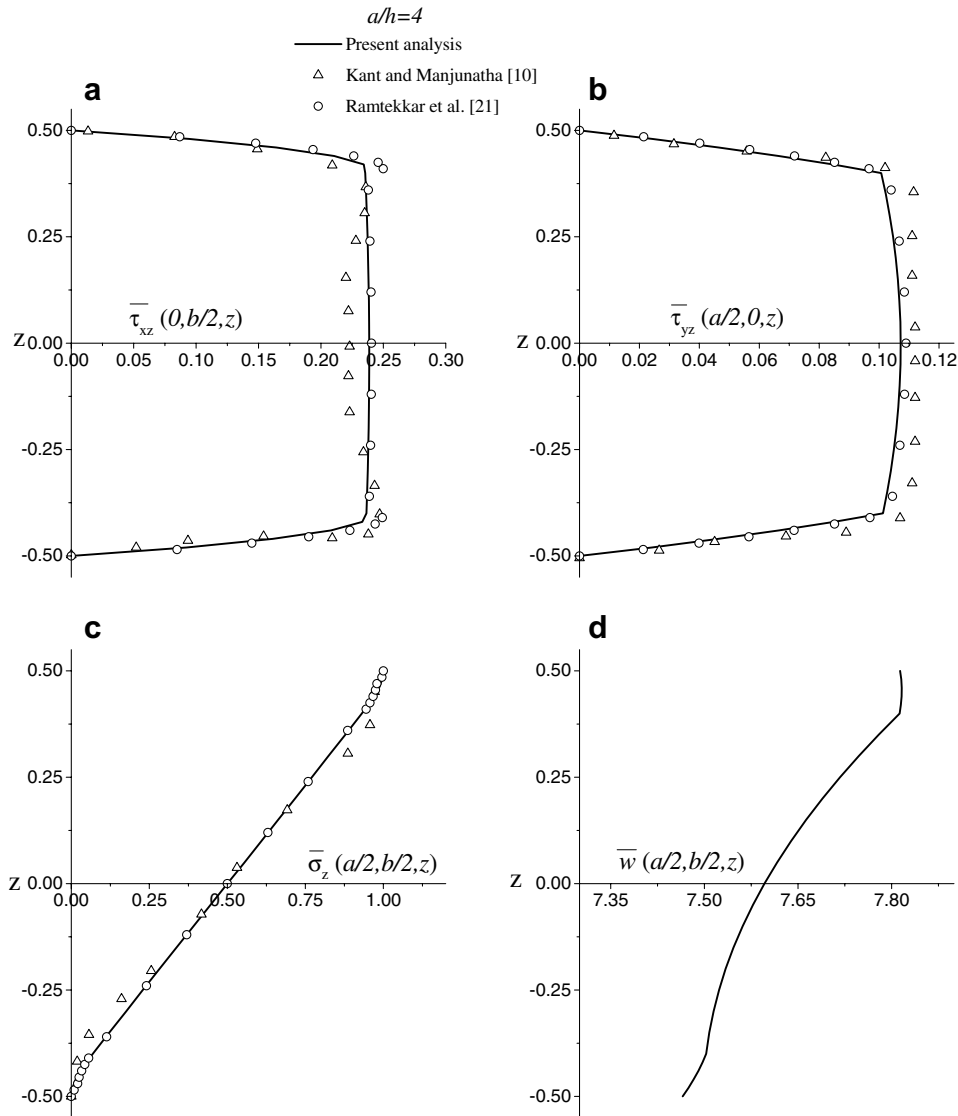 a/h=4
Present analysis
Kant and Manjunatha [10]
Ramtekkar et al. [21]
a
0.50
0.25
z 0.00
-0.25
-0.50
0.00 0.05 0.10 0.15 0.20 0.25 0.30
τ̅xz (0,b/2,z)
b
0.50
0.25
z 0.00
-0.25
-0.50
0.00 0.02 0.04 0.06 0.08 0.10 0.12
τ̅yz (a/2,0,z)
c
0.50
0.25
z 0.00
-0.25
-0.50
0.00 0.25 0.50 0.75 1.00
σ̅z (a/2,b/2,z)
d
0.50
0.25
z 0.00
-0.25
-0.50
7.35 7.50 7.65 7.80
w̅ (a/2,b/2,z)